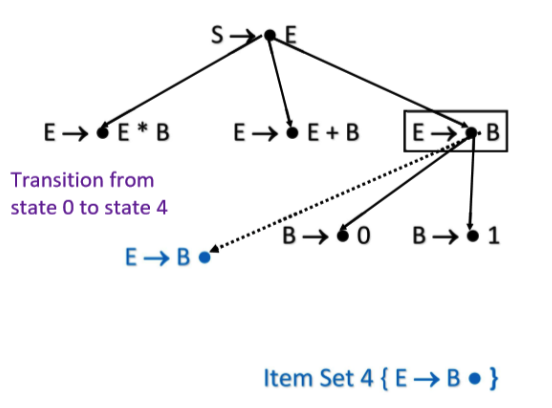 S → • E
E → • E * B
E → • E + B
E → • B
Transition from
state 0 to state 4
B → • 0
B → • 1
E → B •
Item Set 4 { E → B • }